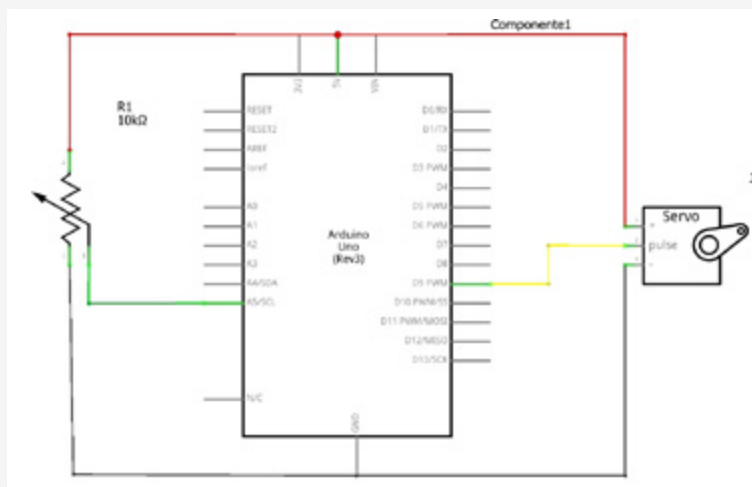 Componente1
3V3
5V
VIN
R1
10kΩ
RESET
RESET2
AREF
ioref
A0
A1
A2
A3
A4/SDA
A5/SCL
N/C
D0/RX
D1/TX
D2
D3 PWM
D4
D5 PWM
D6 PWM
D7
D8
D9 PWM
D10 PWM/SS
D11 PWM/MOSI
D12/MISO
D13/SCK
Arduino
Uno
(Rev3)
GND
Servo
+
pulse
-